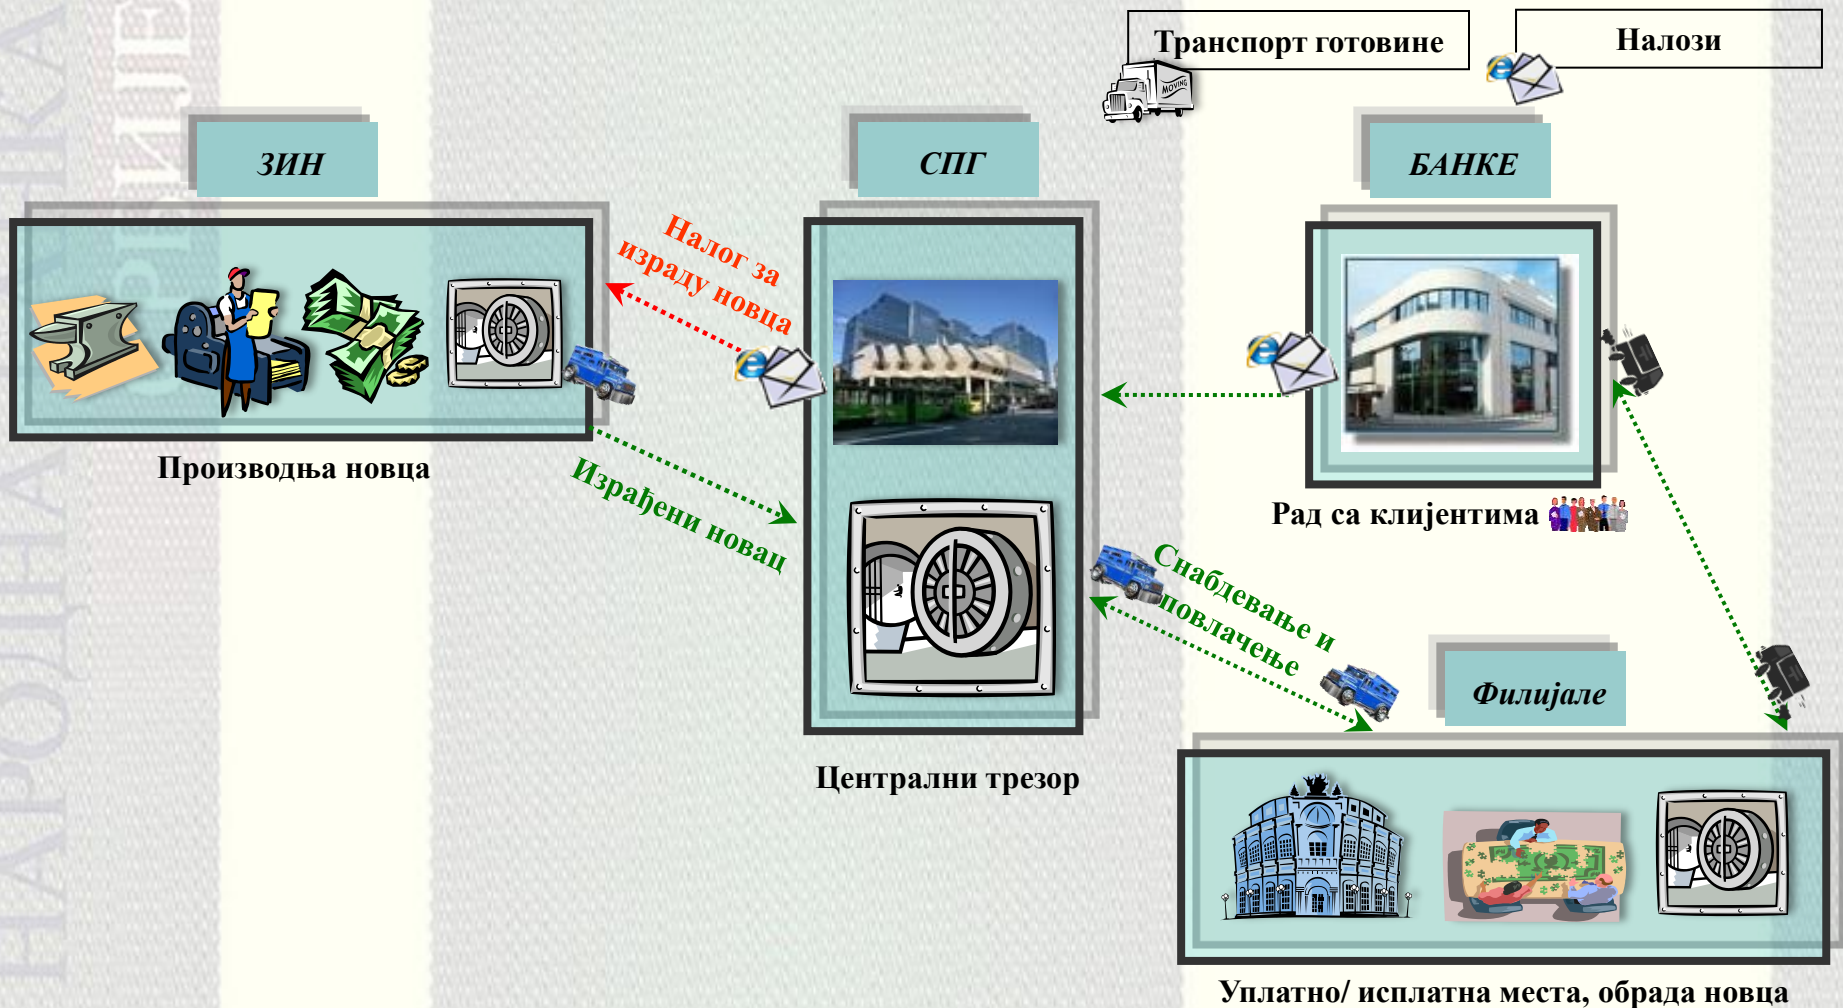 Транспорт готовине
Налози
ЗИН
СПГ
БАНКЕ
Налог за
израду новца
Производња новца
Израђени новац
Рад са клијентима
Снабдевање и
повлачење
Филијале
Централни трезор
Уплатно/ исплатна места, обрада новца
MOVING